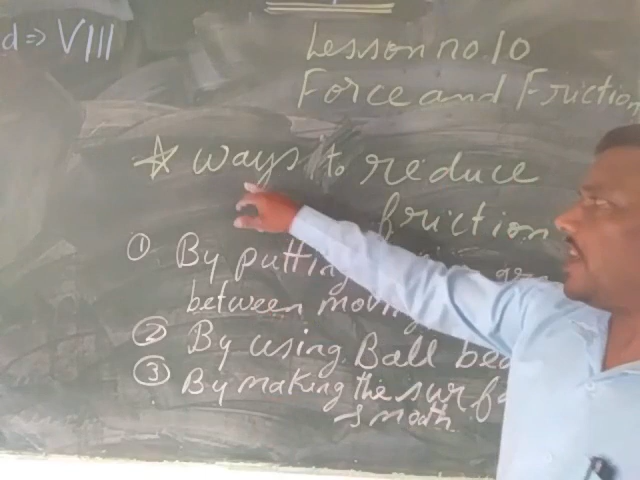 d => VIII
Lesson no. 10
Force and Friction
☆ Ways to reduce
friction
① By putting
between moving
② By using Ball
③ By making the surfa
smooth